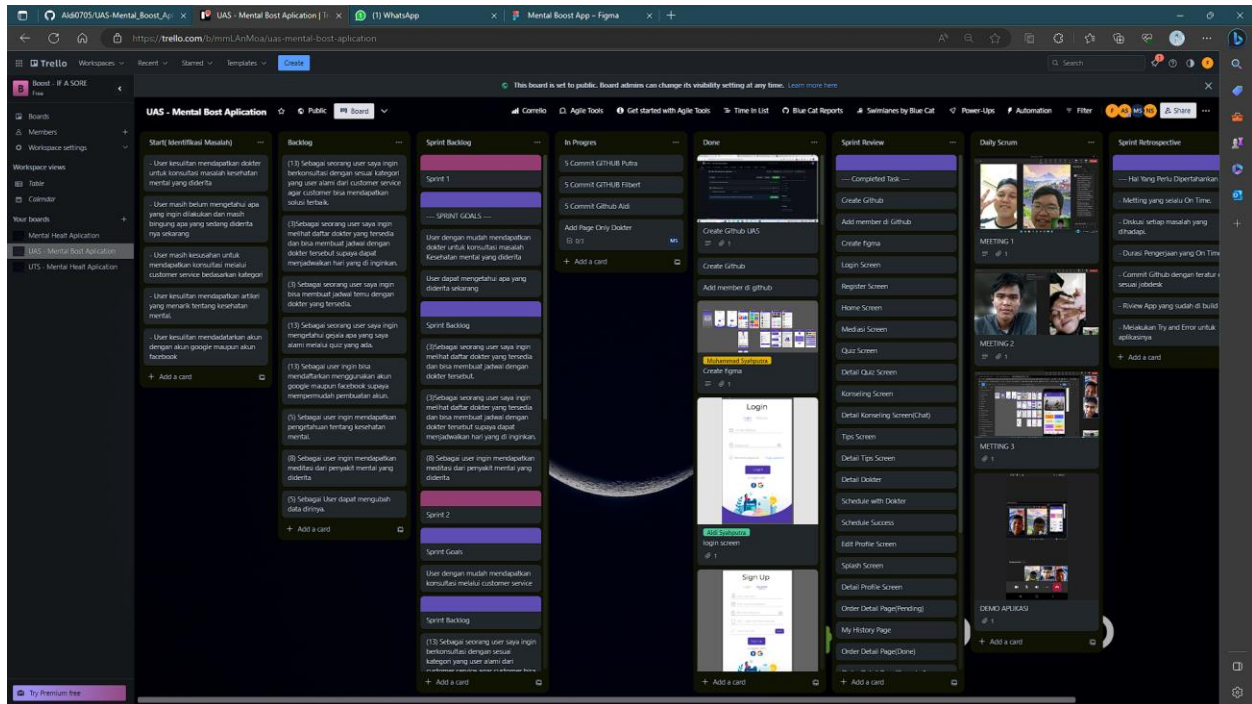 Aldi0705/UAS-Mental_Boost_Ap
UAS - Mental Bost Aplication | Tr
(1) WhatsApp
Mental Boost App – Figma
https://trello.com/b/mmLAnMoa/uas-mental-bost-aplication
Trello
Workspaces
Recent
Starred
Templates
Create
Search
B
Boost - IF A SORE
Free
This board is set to public. Board admins can change its visibility setting at any time. Learn more here
Boards
Members
Workspace settings
Workspace views
Table
Calendar
Your boards
Mental Healt Aplication
UAS - Mental Bost Aplication
UTS - Mental Healt Aplication
Try Premium free
UAS - Mental Bost Aplication
Public
Board
Correlio
Agile Tools
Get started with Agile Tools
Time In List
Blue Cat Reports
Swimlanes by Blue Cat
Power-Ups
Automation
Filter
F
AS
MS
NS
Share
Start( Identifikasi Masalah)
- User kesulitan mendapatkan dokter
untuk konsultasi masalah kesehatan
mental yang diderita
- User masih belum mengetahui apa
yang ingin dilakukan dan masih
bingung apa yang sedang diderita
nya sekarang
- User masih kesusahan untuk
mendapatkan konsultasi melalui
customer service bedasarkan kategori
- User kesulitan mendapatkan artikel
yang menarik tentang kesehatan
mental.
- User kesulitan mendadatarkan akun
dengan akun google maupun akun
facebook
+ Add a card
Backlog
(13) Sebagai seorang user saya ingin
berkonsultasi dengan sesuai kategori
yang user alami dari customer service
agar customer bisa mendapatkan
solusi terbaik.
(3)Sebagai seorang user saya ingin
melihat daftar dokter yang tersedia
dan bisa membuat jadwal dengan
dokter tersebut supaya dapat
menjadwalkan hari yang di inginkan.
(3) Sebagai seorang user saya ingin
bisa membuat jadwal temu dengan
dokter yang tersedia.
(13) Sebagai seorang user saya ingin
mengetahui gejala apa yang saya
alami melalui quiz yang ada.
(13) Sebagai seorang user ingin bisa
mendaftarkan menggunakan akun
google maupun facebook supaya
mempermudah pembuatan akun.
(5) Sebagai user ingin mendapatkan
pengetahuan tentang kesehatan
mental.
(8) Sebagai user ingin mendapatkan
meditasi dari penyakit mental yang
diderita
(5) Sebagai User dapat mengubah
data dirinya.
+ Add a card
Sprint Backlog
Sprint 1
---- SPRINT GOALS ----
User dengan mudah mendapatkan
dokter untuk konsultasi masalah
Kesehatan mental yang diderita
User dapat mengetahui apa yang
diderita sekarang
Sprint Backlog
(3)Sebagai seorang user saya ingin
melihat daftar dokter yang tersedia
dan bisa membuat jadwal dengan
dokter tersebut.
(3)Sebagai seorang user saya ingin
melihat daftar dokter yang tersedia
dan bisa membuat jadwal dengan
dokter tersebut supaya dapat
menjadwalkan hari yang di inginkan.
(8) Sebagai user ingin mendapatkan
meditasi dari penyakit mental yang
diderita
Sprint 2
Sprint Goals
User dengan mudah mendapatkan
konsultasi melalui customer service
Sprint Backlog
(13) Sebagai seorang user saya ingin
berkonsultasi dengan sesuai
kategori yang user alami dari
+ Add a card
In Progres
5 Commit GITHUB Putra
5 Commit GITHUB Filbert
5 Commit Github Aldi
Add Page Only Dokter
MS
+ Add a card
Done
Create Github UAS
1
Create Github
Add member di github
Muhammad Syahputra
Create figma
1
Login
Aldi Syahputra
login screen
1
Sign Up
+ Add a card
Sprint Review
---- Completed Task ----
Create Github
Add member di Github
Create figma
Login Screen
Register Screen
Home Screen
Mediasi Screen
Quiz Screen
Detail Quiz Screen
Konseling Screen
Detail Konseling Screen(Chat)
Tips Screen
Detail Tips Screen
Detail Dokter
Schedule with Dokter
Schedule Success
Edit Profile Screen
Splash Screen
Detail Profile Screen
Order Detail Page(Pending)
My History Page
Order Detail Page(Done)
+ Add a card
Daily Scrum
MEETING 1
1
MEETING 2
1
METTING 3
1
DEMO APLIKASI
1
+ Add a card
Sprint Retrospective
---- Hal Yang Perlu Dipertahankan
- Metting yang selalu On Time.
- Diskusi setiap masalah yang
dihadapi.
- Durasi Pengerjaan yang On Time
- Commit Github dengan teratur
sesuai jobdesk
- Riview App yang sudah di build
- Melakukan Try and Error untuk
aplikasinya
+ Add a card